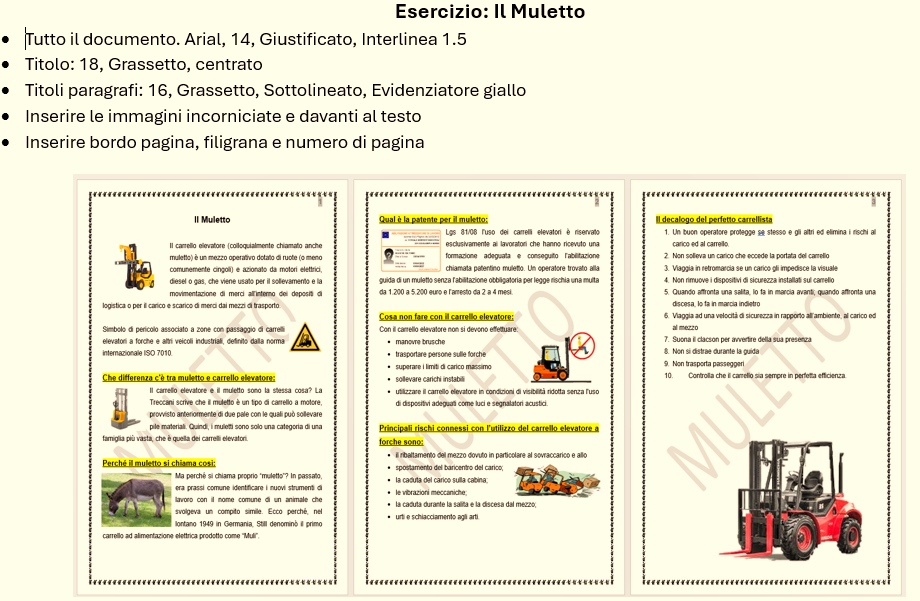 Esercizio: Il Muletto
Tutto il documento. Arial, 14, Giustificato, Interlinea 1.5
Titolo: 18, Grassetto, centrato
Titoli paragrafi: 16, Grassetto, Sottolineato, Evidenziatore giallo
Inserire le immagini incorniciate e davanti al testo
Inserire bordo pagina, filigrana e numero di pagina
1
Il Muletto
Il carrello elevatore (colloquialmente chiamato anche
muletto) è un mezzo operativo dotato di ruote (o meno
comunemente cingoli) e azionato da motori elettrici,
diesel o gas, che viene usato per il sollevamento e la
movimentazione di merci all'interno dei depositi di
logistica o per il carico e scarico di merci dai mezzi di trasporto
Simbolo di pericolo associato a zone con passaggio di carrelli
elevatori a forche e altri veicoli industriali, definito dalla norma
internazionale ISO 7010.
Che differenza c'è tra muletto e carrello elevatore:
Il carrello elevatore e il muletto sono la stessa cosa? La
Treccani scrive che il muletto è un tipo di carrello a motore,
provvisto anteriormente di due pale con le quali può sollevare
pile materiali. Quindi, i muletti sono solo una categoria di una
famiglia più vasta, che è quella dei carrelli elevatori.
Perché il muletto si chiama così:
Ma perché si chiama proprio "muletto"? In passato,
era prassi comune identificare i nuovi strumenti di
lavoro con il nome comune di un animale che
svolgeva un compito simile. Ecco perché, nel
lontano 1949 in Germania, Still denominò il primo
carrello ad alimentazione elettrica prodotto come "Muli".
MULETTO
2
Qual è la patente per il muletto:
Lgs 81/08 l'uso dei carrelli elevatori è riservato
esclusivamente ai lavoratori che hanno ricevuto una
formazione adeguata e conseguito l'abilitazione
chiamata patentino muletto. Un operatore trovato alla
guida di un muletto senza l'abilitazione obbligatoria per legge rischia una multa
da 1.200 a 5.200 euro e l'arresto da 2 a 4 mesi.
Cosa non fare con il carrello elevatore:
Con il carrello elevatore non si devono effettuare:
manovre brusche
trasportare persone sulle forche
superare i limiti di carico massimo
sollevare carichi instabili
utilizzare il carrello elevatore in condizioni di visibilità ridotta senza l'uso
di dispositivi adeguati come luci e segnalatori acustici.
Principali rischi connessi con l'utilizzo del carrello elevatore a
forche sono:
il ribaltamento del mezzo dovuto in particolare al sovraccarico e allo
spostamento del baricentro del carico;
la caduta del carico sulla cabina;
le vibrazioni meccaniche;
la caduta durante la salita e la discesa dal mezzo;
urti e schiacciamento agli arti.
MULETTO
3
Il decalogo del perfetto carrellista
1. Un buon operatore protegge se stesso e gli altri ed elimina i rischi al
carico ed al carrello.
2. Non solleva un carico che eccede la portata del carrello
3. Viaggia in retromarcia se un carico gli impedisce la visuale
4. Non rimuove i dispositivi di sicurezza installati sul carrello
5. Quando affronta una salita, lo fa in marcia avanti; quando affronta una
discesa, lo fa in marcia indietro
6. Viaggia ad una velocità di sicurezza in rapporto all'ambiente, al carico ed
al mezzo
7. Suona il clacson per avvertire della sua presenza
8. Non si distrae durante la guida
9. Non trasporta passeggeri
10. Controlla che il carrello sia sempre in perfetta efficienza.
MULETTO